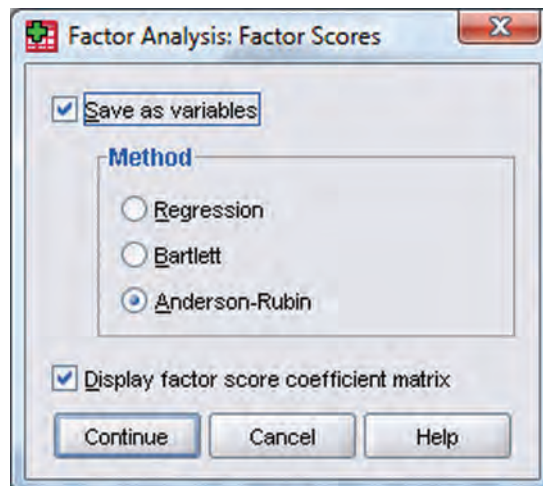 Factor Analysis: Factor Scores
Save as variables
Method
Regression
Bartlett
Anderson-Rubin
Display factor score coefficient matrix
Continue Cancel Help